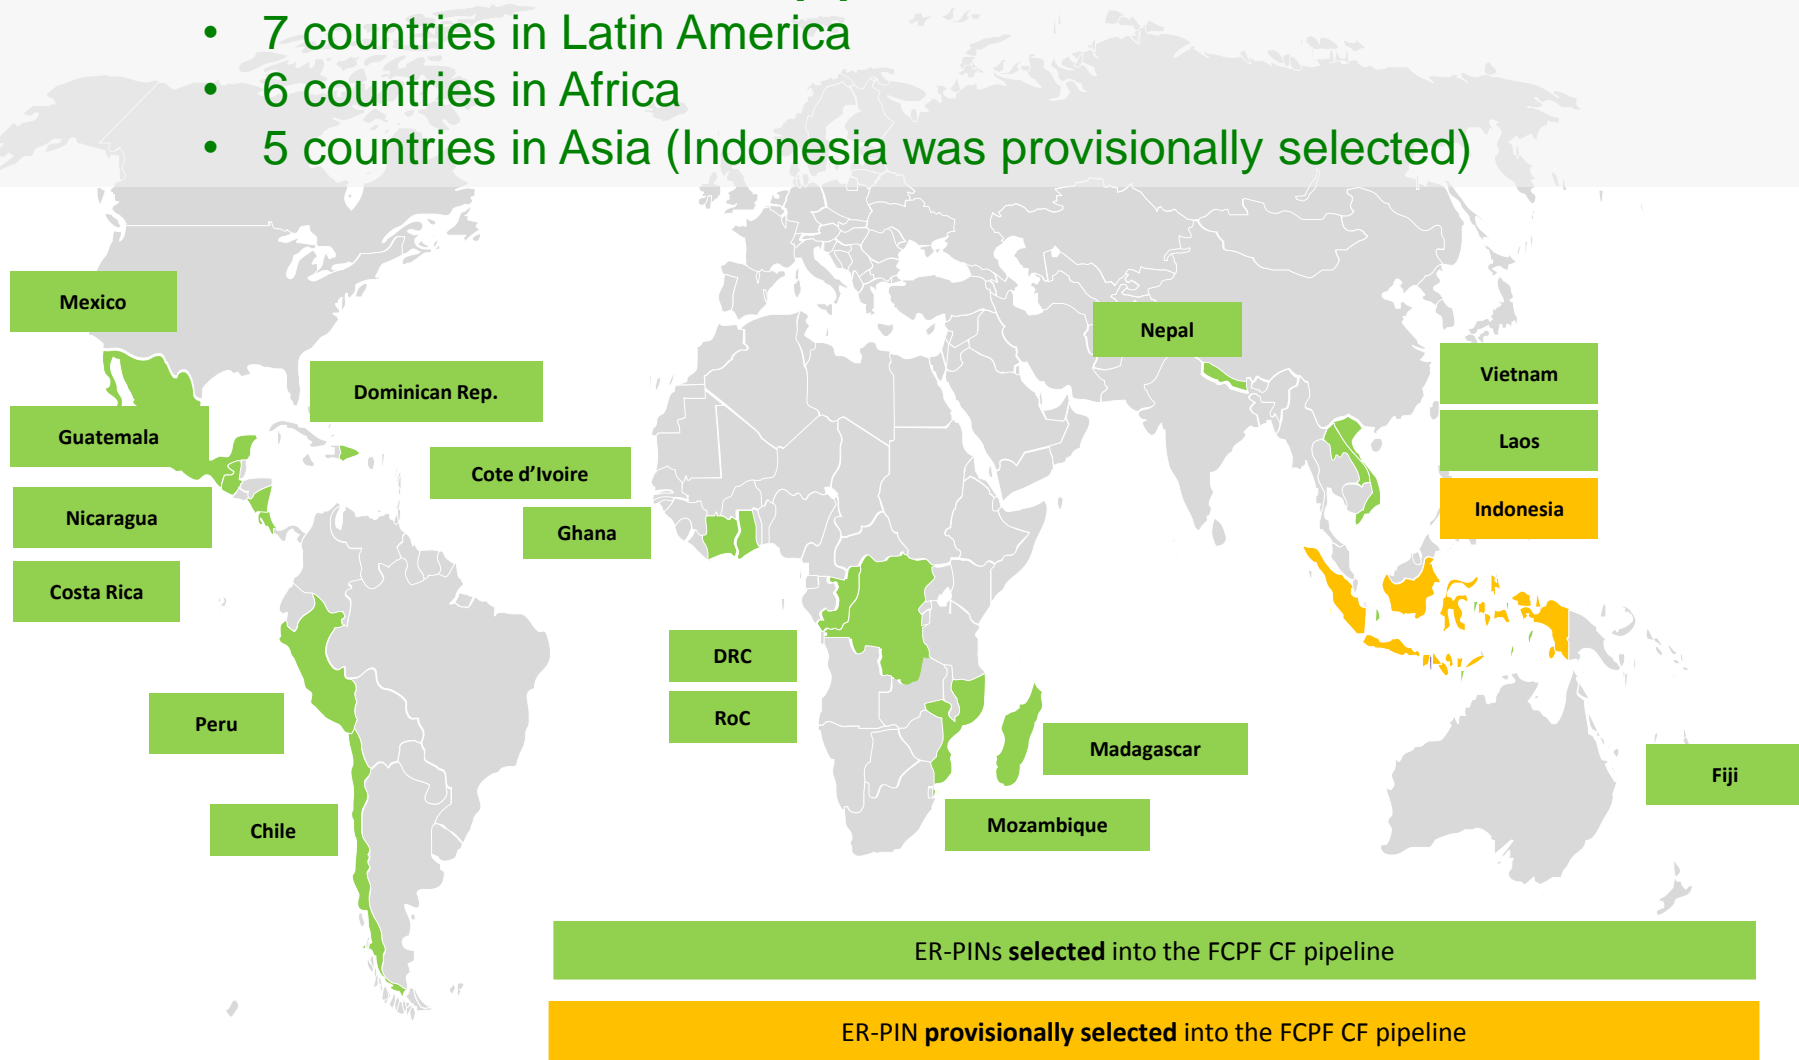 • 7 countries in Latin America
• 6 countries in Africa
• 5 countries in Asia (Indonesia was provisionally selected)
Mexico
Nepal
Vietnam
Dominican Rep.
Guatemala
Laos
Cote d’Ivoire
Indonesia
Nicaragua
Ghana
Costa Rica
DRC
RoC
Peru
Madagascar
Fiji
Chile
Mozambique
ER-PINs selected into the FCPF CF pipeline
ER-PIN provisionally selected into the FCPF CF pipeline